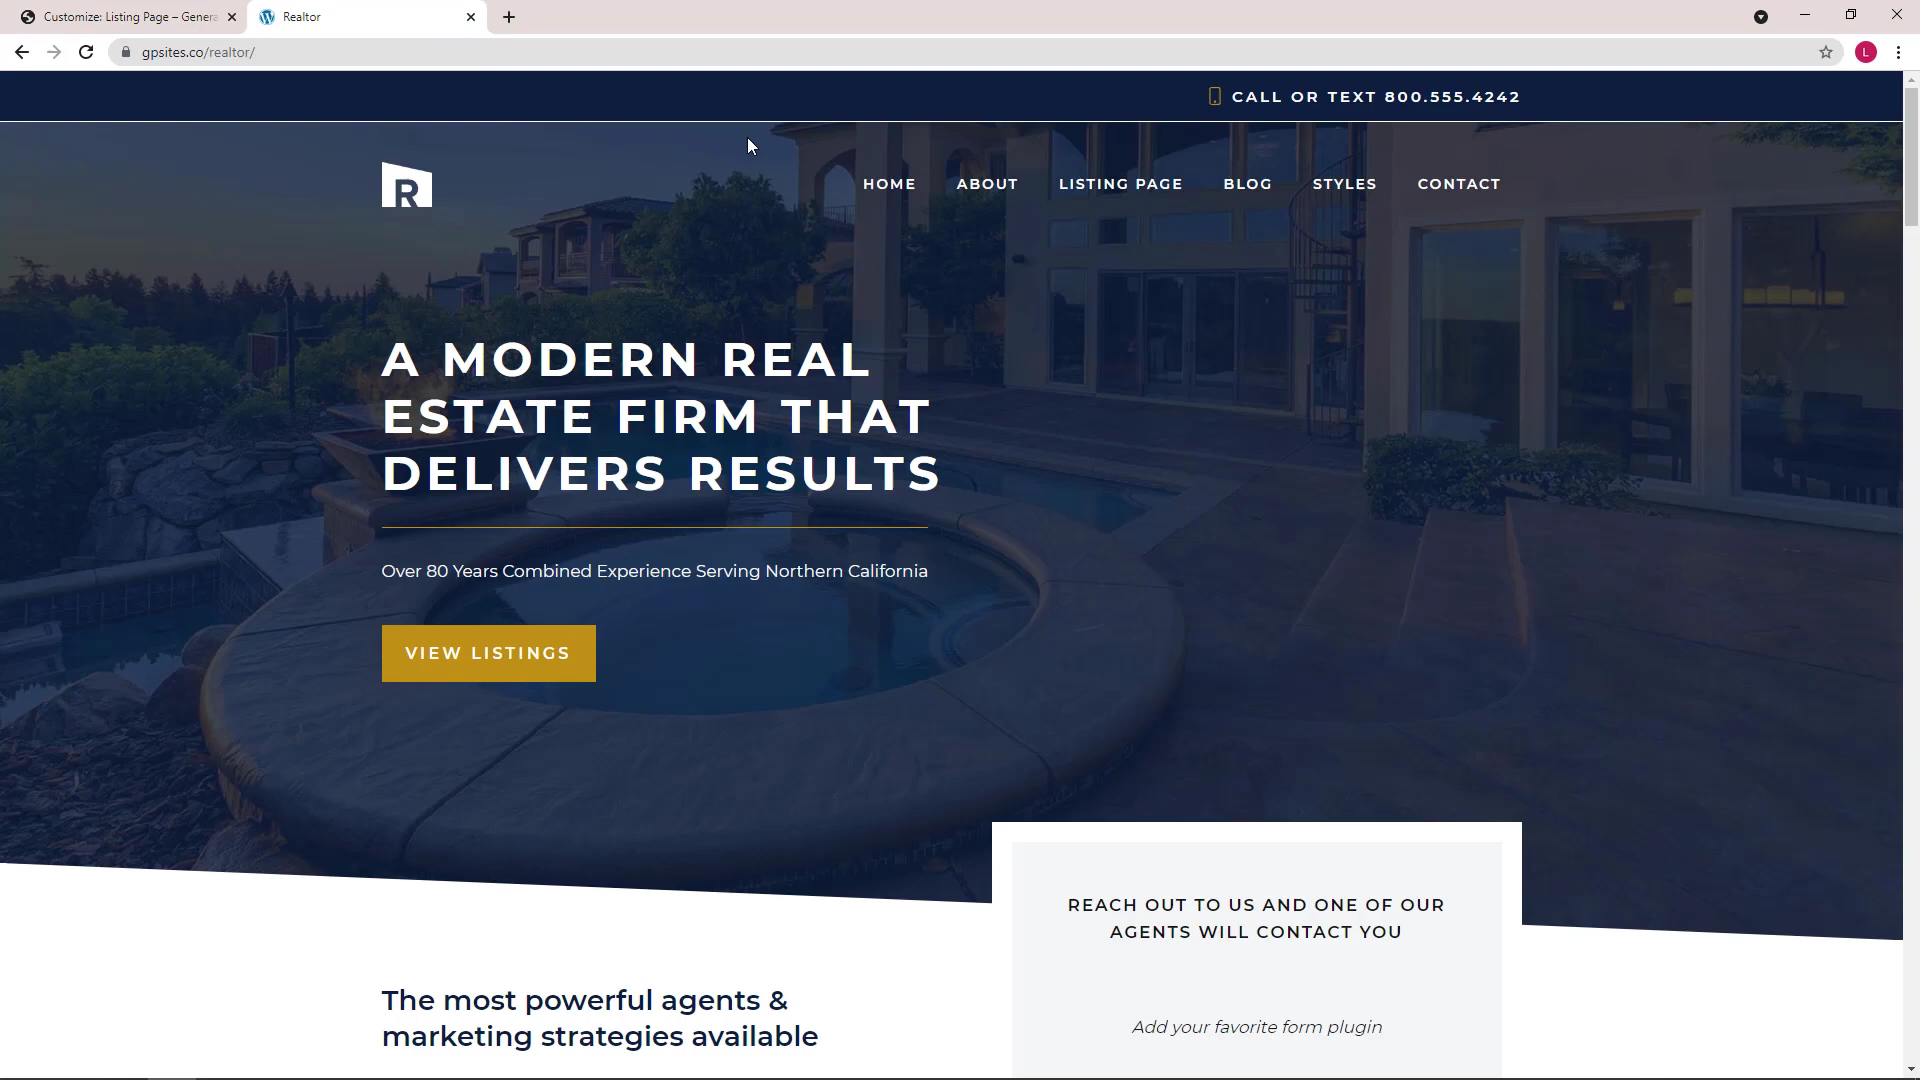 Customize: Listing Page – Genera
Realtor
gpsites.co/realtor/
L
CALL OR TEXT 800.555.4242
R
HOME ABOUT LISTING PAGE BLOG STYLES CONTACT
A MODERN REAL
ESTATE FIRM THAT
DELIVERS RESULTS
Over 80 Years Combined Experience Serving Northern California
VIEW LISTINGS
REACH OUT TO US AND ONE OF OUR
AGENTS WILL CONTACT YOU
The most powerful agents &
marketing strategies available
Add your favorite form plugin